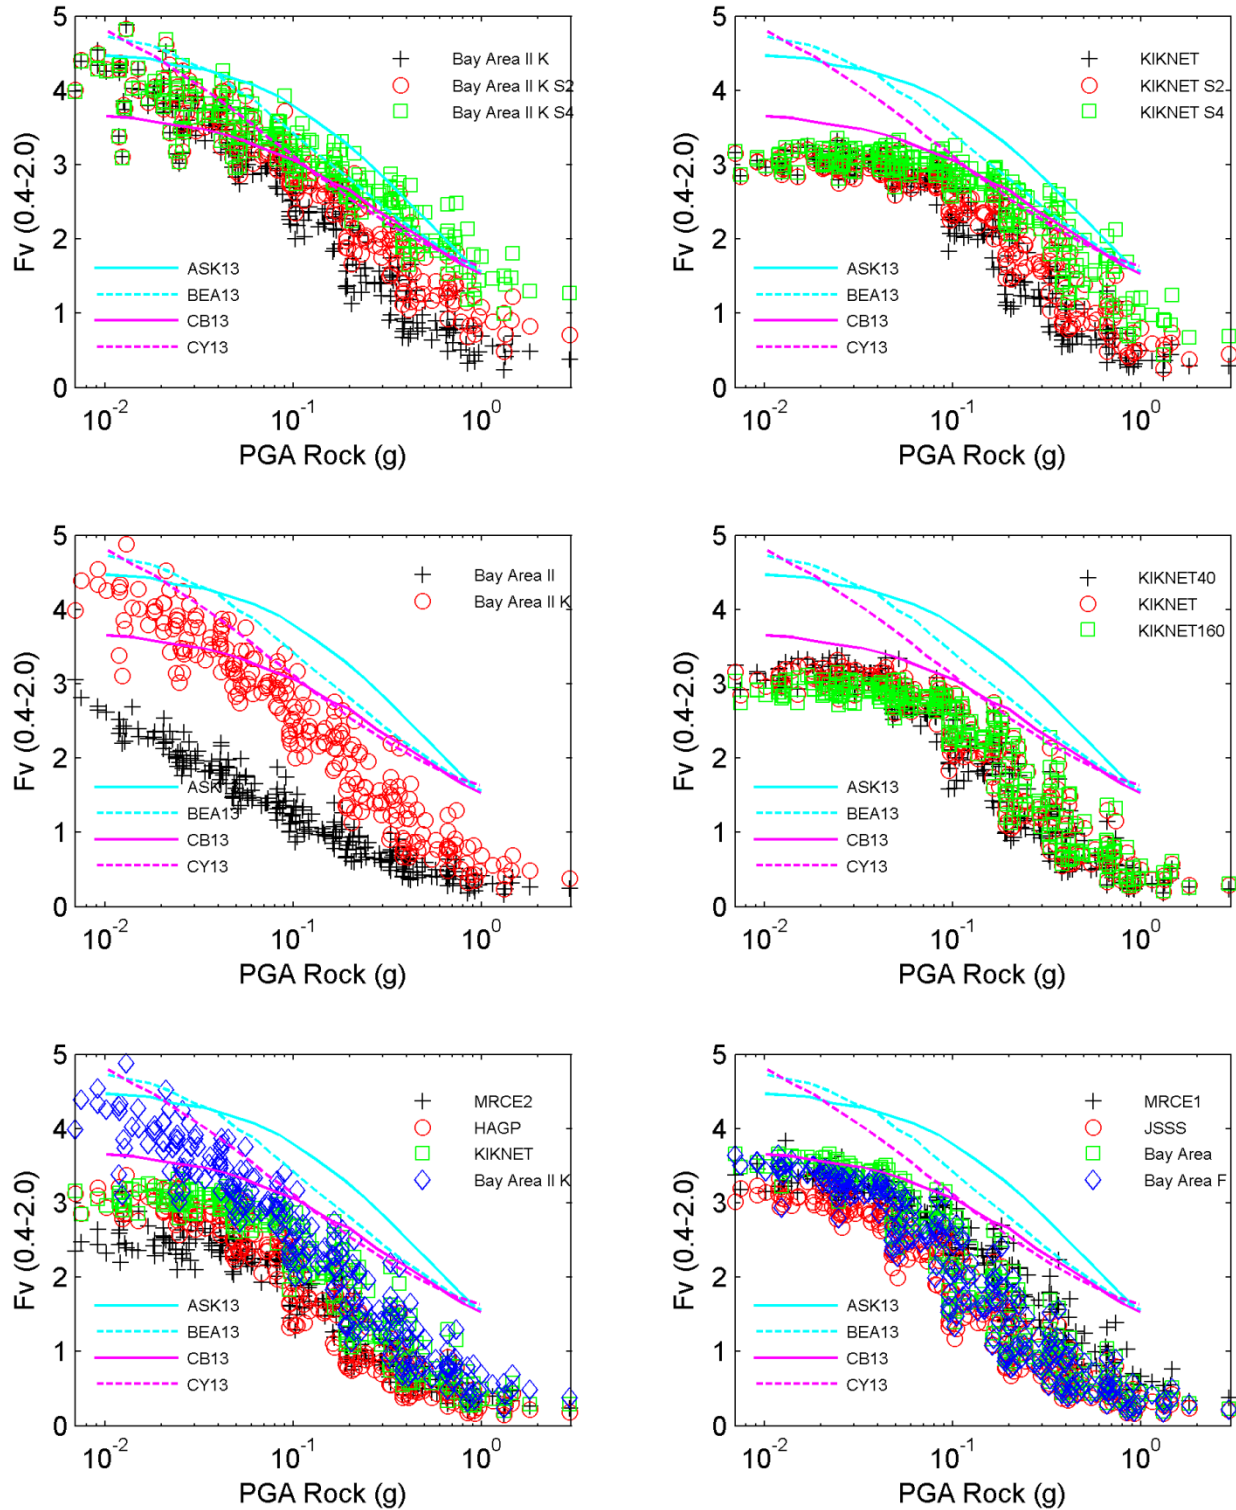 5
4
3
2
1
0
Fv (0.4-2.0)
Bay Area II K
Bay Area II K S2
Bay Area II K S4
ASK13
BEA13
CB13
CY13
10-2
10-1
100
PGA Rock (g)
5
4
3
2
1
0
Fv (0.4-2.0)
KIKNET
KIKNET S2
KIKNET S4
ASK13
BEA13
CB13
CY13
10-2
10-1
100
PGA Rock (g)
5
4
3
2
1
0
Fv (0.4-2.0)
Bay Area II
Bay Area II K
ASK13
BEA13
CB13
CY13
10-2
10-1
100
PGA Rock (g)
5
4
3
2
1
0
Fv (0.4-2.0)
KIKNET40
KIKNET
KIKNET160
ASK13
BEA13
CB13
CY13
10-2
10-1
100
PGA Rock (g)
5
4
3
2
1
0
Fv (0.4-2.0)
MRCE2
HAGP
KIKNET
Bay Area II K
ASK13
BEA13
CB13
CY13
10-2
10-1
100
PGA Rock (g)
5
4
3
2
1
0
Fv (0.4-2.0)
MRCE1
JSSS
Bay Area
Bay Area F
ASK13
BEA13
CB13
CY13
10-2
10-1
100
PGA Rock (g)